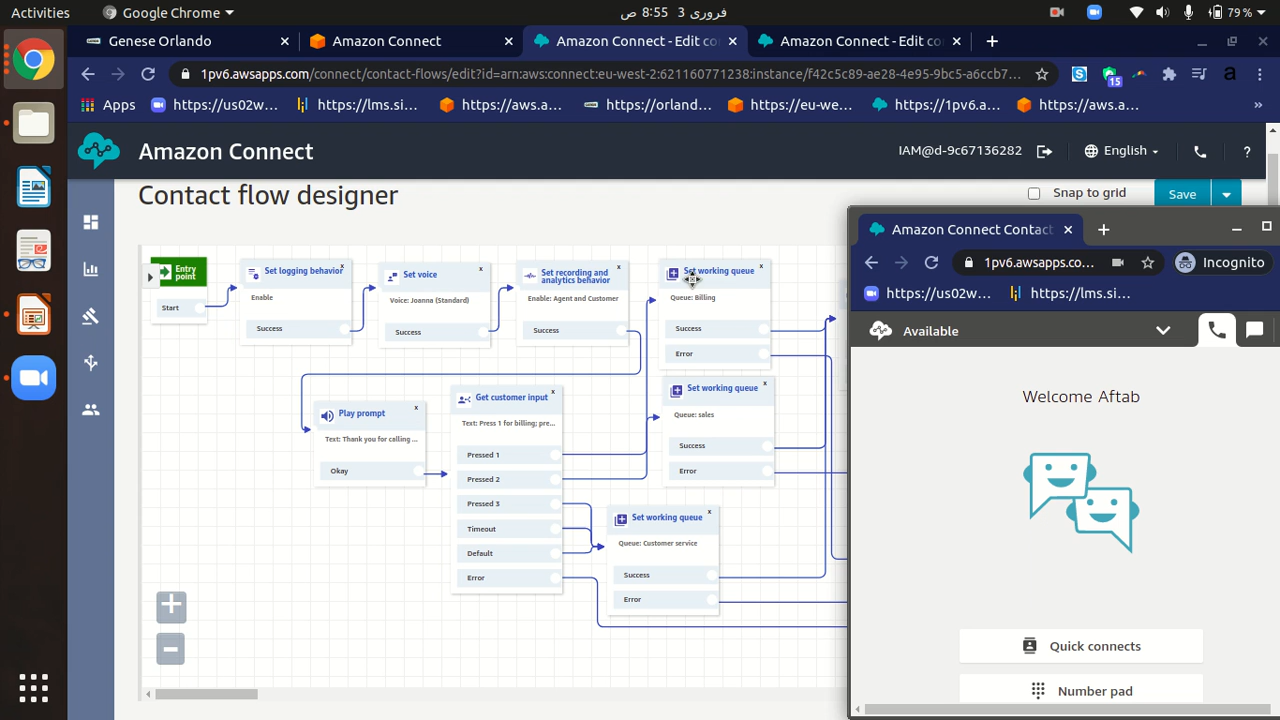 Activities
Google Chrome
فروری 3 8:55 ص
79 %
Genese Orlando
Amazon Connect
Amazon Connect - Edit co
Amazon Connect - Edit co
1pv6.awsapps.com/connect/contact-flows/edit?id=arn:aws:connect:eu-west-2:621160771238:instance/f42c5c89-ae28-4e95-9bc5-a6ccb7...
a
15
Apps
https://us02w...
https://lms.si...
https://aws.a...
https://orland...
https://eu-we...
https://1pv6.a...
https://aws.a...
»
Amazon Connect
IAM@d-9c67136282
English
?
Contact flow designer
Snap to grid
Save
Entry point
Start
Set logging behavior
x
Enable
Success
Set voice
x
Voice: Joanna (Standard)
Success
Set recording and
analytics behavior
x
Enable: Agent and Customer
Success
Set working queue
x
Queue: Billing
Success
Error
Set working queue
x
Queue: sales
Success
Error
Play prompt
x
Text: Thank you for calling ...
Okay
Get customer input
x
Text: Press 1 for billing; pre...
Pressed 1
Pressed 2
Pressed 3
Timeout
Default
Error
Set working queue
x
Queue: Customer service
Success
Error
Amazon Connect Contact
1pv6.awsapps.co...
Incognito
https://us02w...
https://lms.si...
Available
Welcome Aftab
Quick connects
Number pad